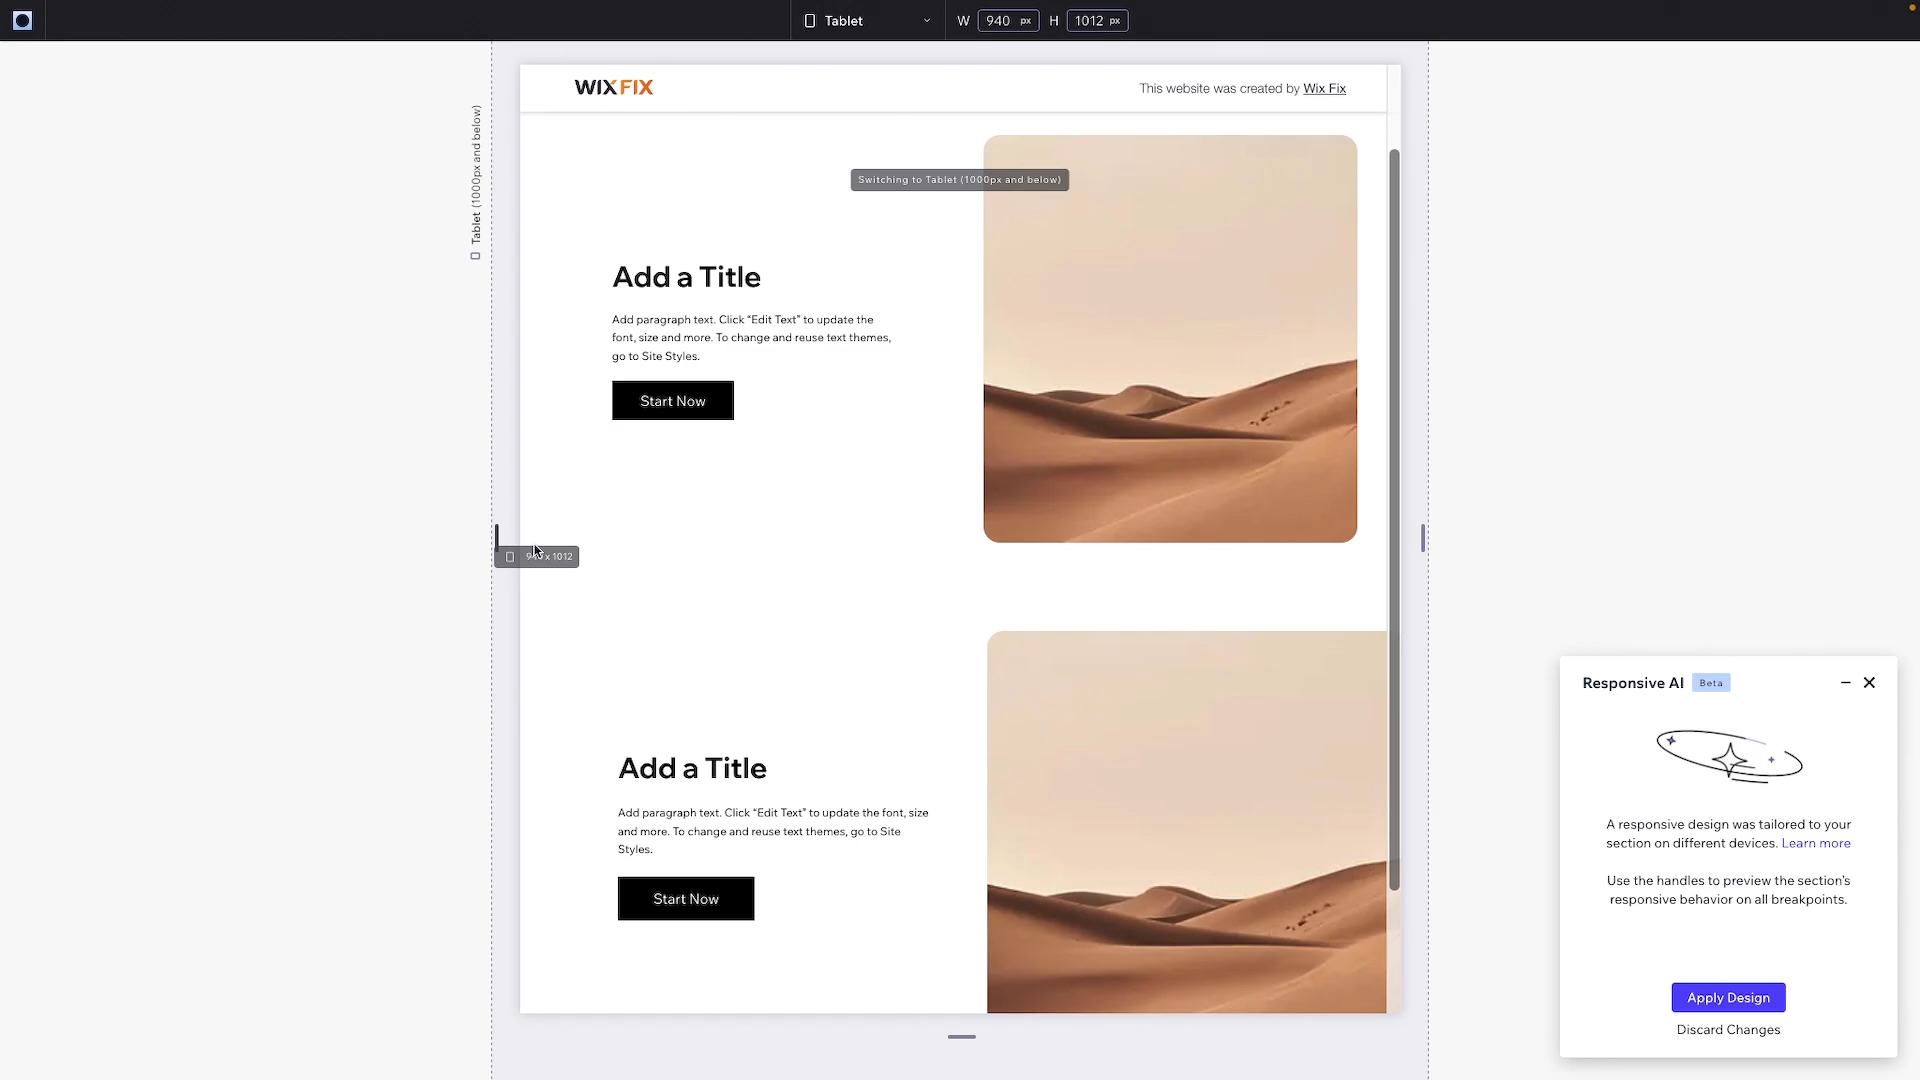 Tablet
W 940 px H 1012 px
Tablet (1000px and below)
WIXFIX
This website was created by Wix Fix
Switching to Tablet (1000px and below)
Add a Title
Add paragraph text. Click “Edit Text” to update the
font, size and more. To change and reuse text themes,
go to Site Styles.
Start Now
940 x 1012
Add a Title
Add paragraph text. Click “Edit Text” to update the font, size
and more. To change and reuse text themes, go to Site
Styles.
Start Now
Responsive AI Beta
A responsive design was tailored to your
section on different devices. Learn more
Use the handles to preview the section's
responsive behavior on all breakpoints.
Apply Design
Discard Changes